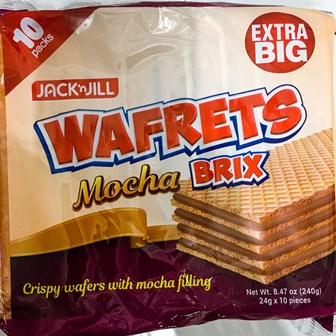 10
packs
EXTRA
BIG
JACK'nJILL
WAFRETS
Mocha BRIX
Crispy wafers with mocha filling
Net Wt. 8.47 oz (240g)
24g x 10 pieces